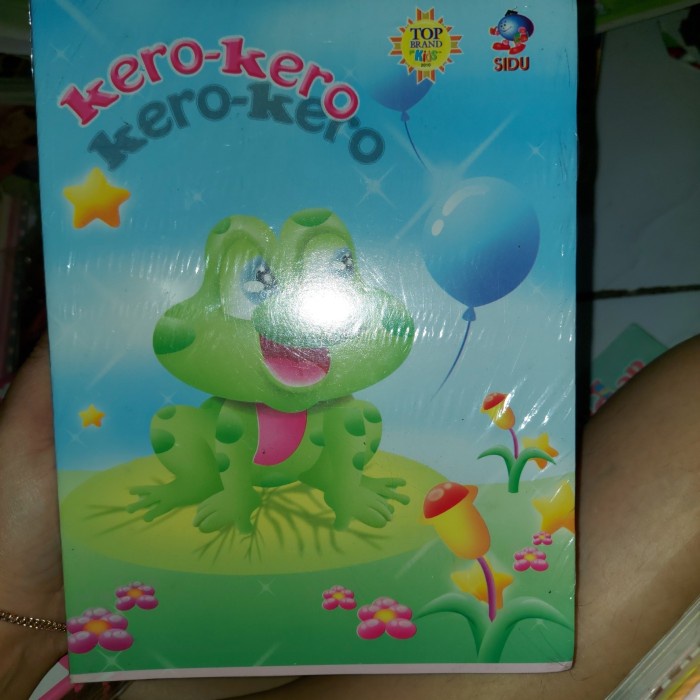 kero-kero
kero-kero
TOP
BRAND
Kids
SIDU